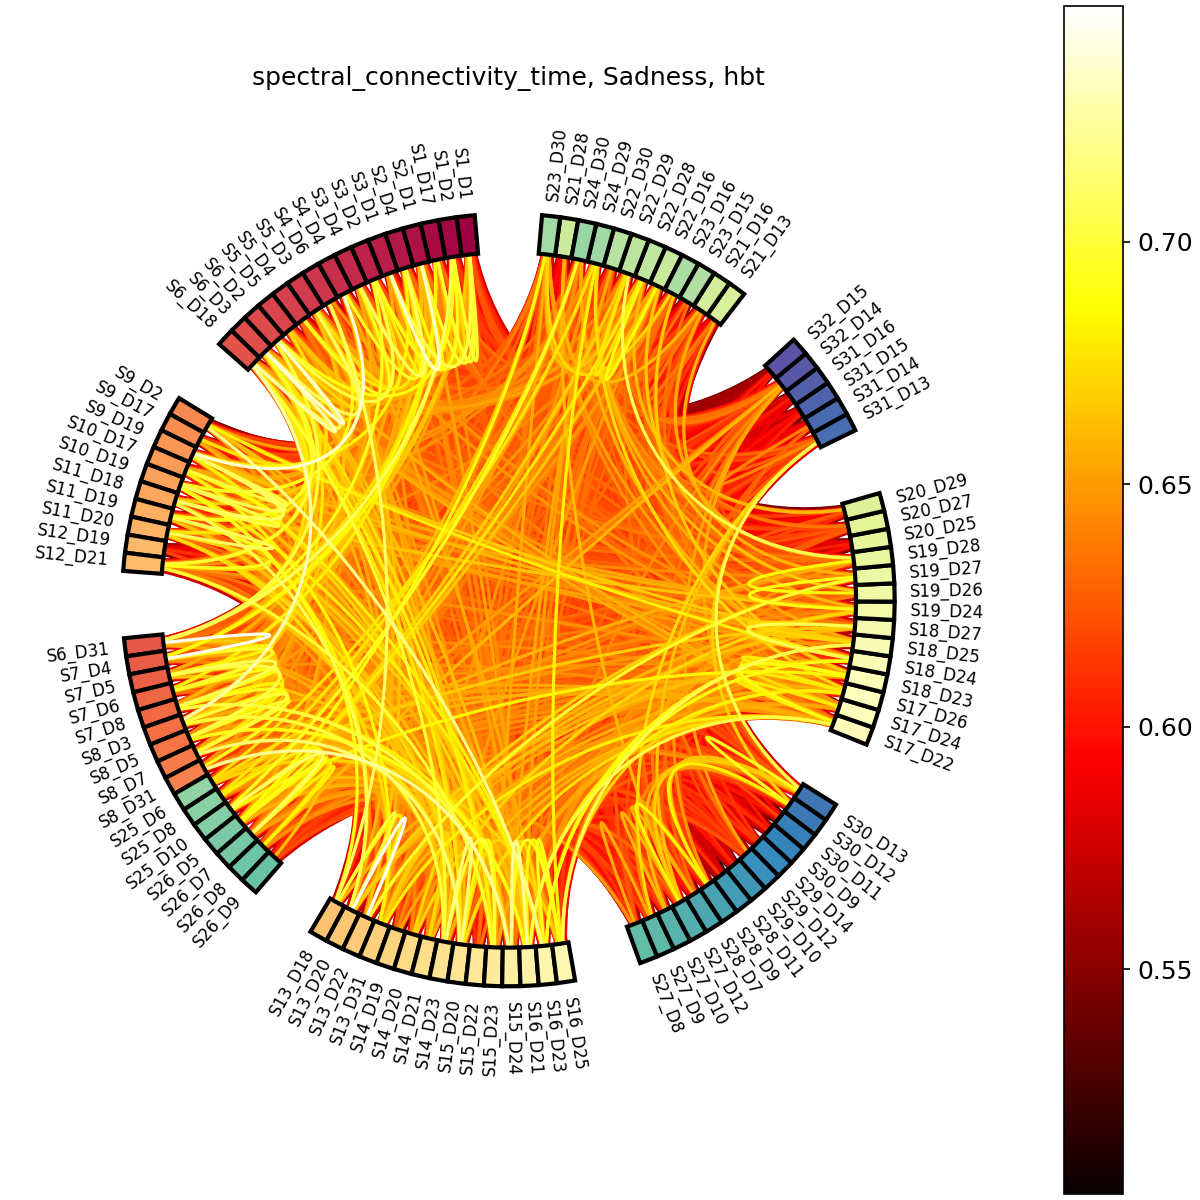 spectral_connectivity_time, Sadness, hbt
S1_D1
S1_D2
S1_D17
S2_D1
S2_D4
S3_D1
S3_D2
S3_D4
S4_D4
S4_D6
S5_D3
S5_D4
S5_D5
S6_D2
S6_D3
S6_D18
S9_D2
S9_D17
S9_D19
S10_D17
S10_D19
S11_D18
S11_D19
S11_D20
S12_D19
S12_D21
S6_D31
S7_D4
S7_D5
S7_D6
S7_D8
S8_D3
S8_D5
S8_D7
S8_D31
S25_D6
S25_D8
S25_D10
S26_D5
S26_D7
S26_D8
S26_D9
S13_D18
S13_D20
S13_D22
S13_D31
S14_D19
S14_D20
S14_D21
S14_D23
S15_D20
S15_D22
S15_D23
S15_D24
S16_D21
S16_D23
S16_D25
S27_D8
S27_D9
S27_D10
S27_D12
S28_D7
S28_D9
S28_D11
S29_D10
S29_D12
S29_D14
S30_D9
S30_D11
S30_D12
S30_D13
S17_D22
S17_D24
S17_D26
S18_D23
S18_D24
S18_D25
S18_D27
S19_D24
S19_D26
S19_D27
S19_D28
S20_D25
S20_D27
S20_D29
S31_D13
S31_D14
S31_D15
S31_D16
S32_D14
S32_D15
S21_D13
S21_D16
S23_D15
S23_D16
S22_D16
S22_D28
S22_D29
S22_D30
S24_D29
S24_D30
S21_D28
S23_D30
0.70
0.65
0.60
0.55